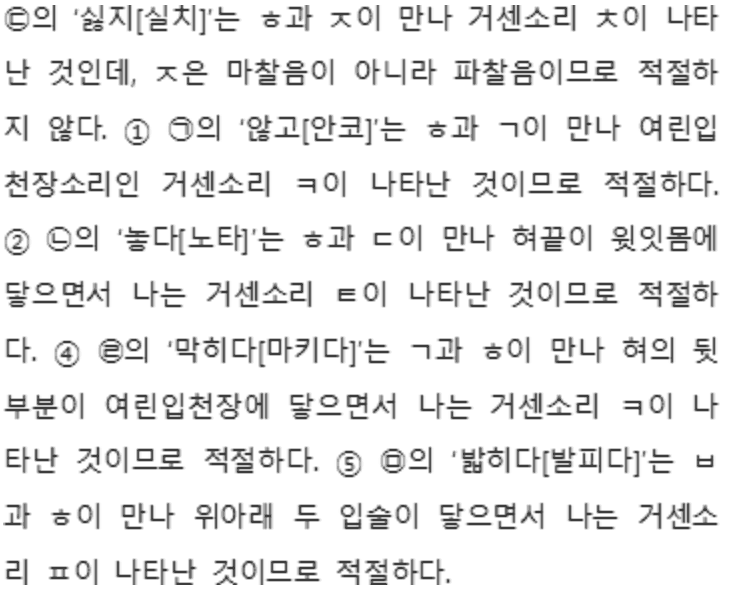 ㉢의 ‘싫지[실치]’는 ㅎ과 ㅈ이 만나 거센소리 ㅊ이 나타
난 것인데, ㅈ은 마찰음이 아니라 파찰음이므로 적절하
지 않다. ① ㉠의 ‘않고[안코]’는 ㅎ과 ㄱ이 만나 여린입
천장소리인 거센소리 ㅋ이 나타난 것이므로 적절하다.
② ㉡의 ‘놓다[노타]’는 ㅎ과 ㄷ이 만나 혀끝이 윗잇몸에
닿으면서 나는 거센소리 ㅌ이 나타난 것이므로 적절하
다. ④ ㉣의 ‘막히다[마키다]’는 ㄱ과 ㅎ이 만나 혀의 뒷
부분이 여린입천장에 닿으면서 나는 거센소리 ㅋ이 나
타난 것이므로 적절하다. ⑤ ㉤의 ‘밟히다[발피다]’는 ㅂ
과 ㅎ이 만나 위아래 두 입술이 닿으면서 나는 거센소
리 ㅍ이 나타난 것이므로 적절하다.